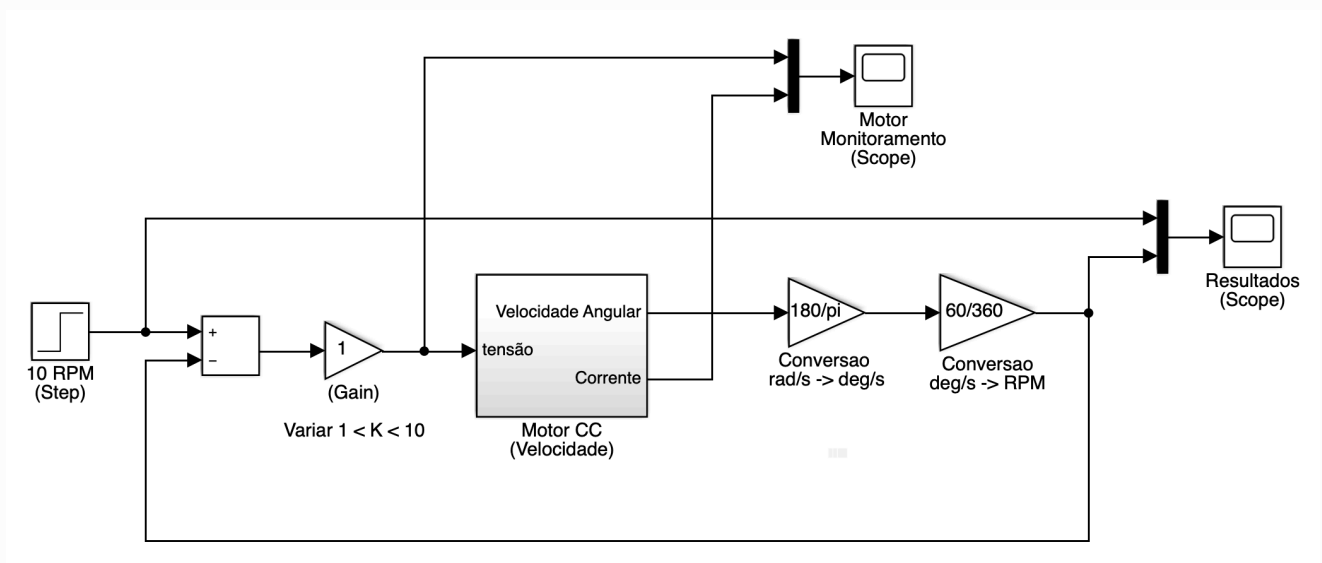 Motor
Monitoramento
(Scope)
Resultados
(Scope)
10 RPM
(Step)
+
−
1
(Gain)
Variar 1 < K < 10
Velocidade Angular
tensão
Corrente
Motor CC
(Velocidade)
180/pi
Conversao
rad/s -> deg/s
60/360
Conversao
deg/s -> RPM